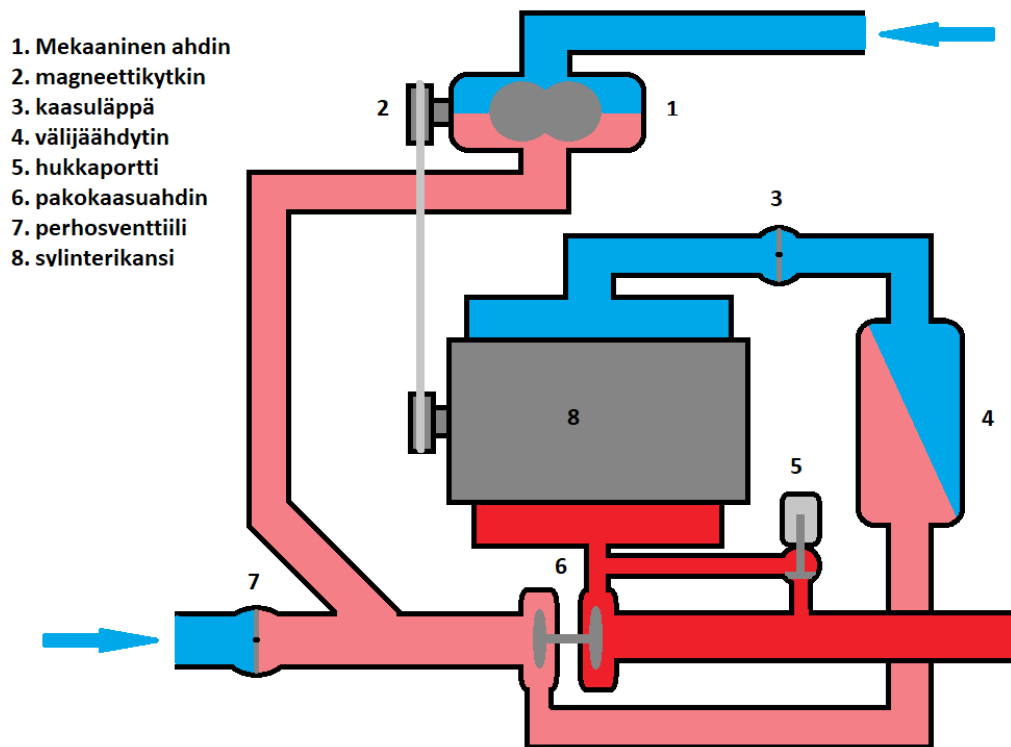 1. Mekaaninen ahdin
2. magneettikytkin
3. kaasuläppä
4. välijäähdytin
5. hukkaportti
6. pakokaasuahdin
7. perhosventtiili
8. sylinterikansi
2
1
3
8
4
5
6
7